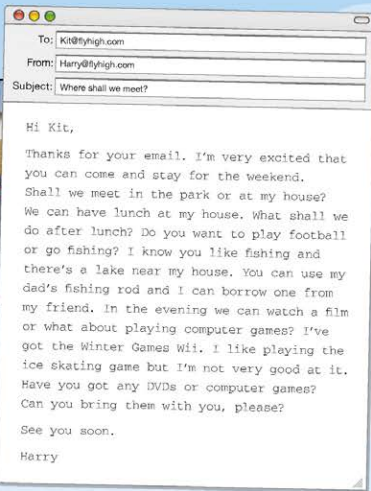 To: Kit@flyhigh.com
From: Harry@flyhigh.com
Subject: Where shall we meet?
Hi Kit,
Thanks for your email. I'm very excited that
you can come and stay for the weekend.
Shall we meet in the park or at my house?
We can have lunch at my house. What shall we
do after lunch? Do you want to play football
or go fishing? I know you like fishing and
there's a lake near my house. You can use my
dad's fishing rod and I can borrow one from
my friend. In the evening we can watch a film
or what about playing computer games? I've
got the Winter Games Wii. I like playing the
ice skating game but I'm not very good at it.
Have you got any DVDs or computer games?
Can you bring them with you, please?
See you soon.
Harry